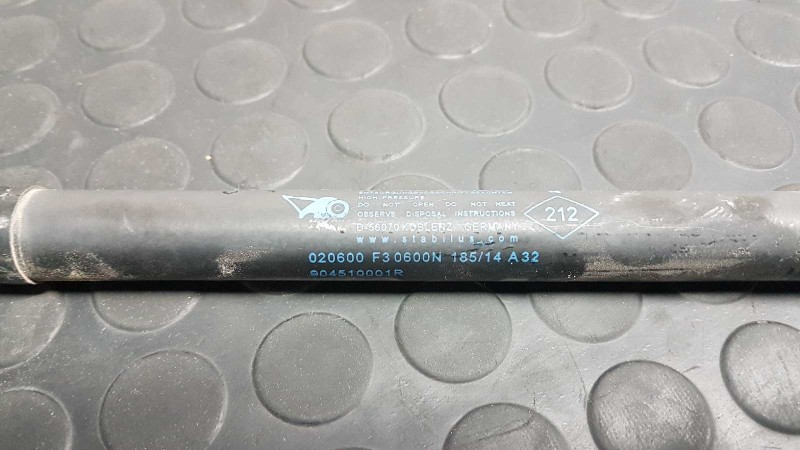 HIGH PRESSURE
DO NOT OPEN DO NOT HEAT
OBSERVE DISPOSAL INSTRUCTIONS
D-56070 KOBLENZ GERMANY
www.stabilus.com
212
020600 F3 0600N 185/14 A32
904510001R